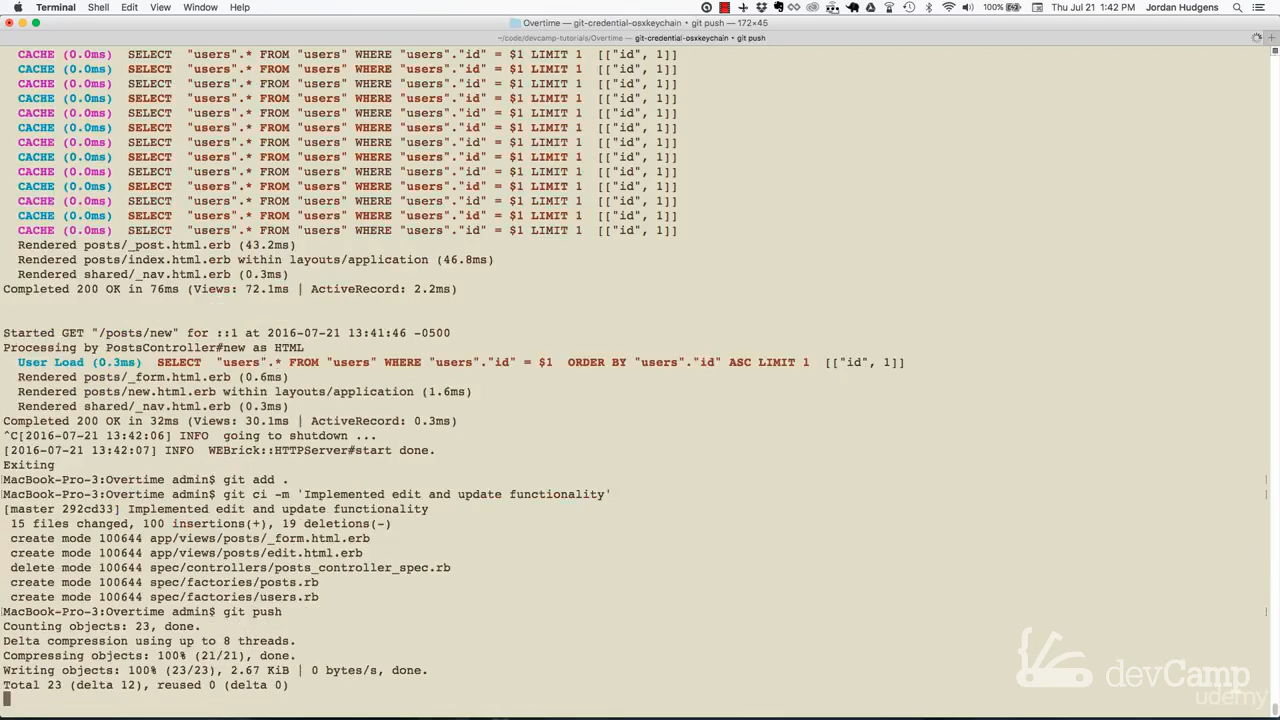 Terminal Shell Edit View Window Help 100% Thu Jul 21 1:42 PM Jordan Hudgens
Overtime — git-credential-osxkeychain • git push — 172×45
~/code/devcamp-tutorials/Overtime — git-credential-osxkeychain • git push
CACHE (0.0ms) SELECT "users".* FROM "users" WHERE "users"."id" = $1 LIMIT 1 [["id", 1]]
CACHE (0.0ms) SELECT "users".* FROM "users" WHERE "users"."id" = $1 LIMIT 1 [["id", 1]]
CACHE (0.0ms) SELECT "users".* FROM "users" WHERE "users"."id" = $1 LIMIT 1 [["id", 1]]
CACHE (0.0ms) SELECT "users".* FROM "users" WHERE "users"."id" = $1 LIMIT 1 [["id", 1]]
CACHE (0.0ms) SELECT "users".* FROM "users" WHERE "users"."id" = $1 LIMIT 1 [["id", 1]]
CACHE (0.0ms) SELECT "users".* FROM "users" WHERE "users"."id" = $1 LIMIT 1 [["id", 1]]
CACHE (0.0ms) SELECT "users".* FROM "users" WHERE "users"."id" = $1 LIMIT 1 [["id", 1]]
CACHE (0.0ms) SELECT "users".* FROM "users" WHERE "users"."id" = $1 LIMIT 1 [["id", 1]]
CACHE (0.0ms) SELECT "users".* FROM "users" WHERE "users"."id" = $1 LIMIT 1 [["id", 1]]
CACHE (0.0ms) SELECT "users".* FROM "users" WHERE "users"."id" = $1 LIMIT 1 [["id", 1]]
CACHE (0.0ms) SELECT "users".* FROM "users" WHERE "users"."id" = $1 LIMIT 1 [["id", 1]]
CACHE (0.0ms) SELECT "users".* FROM "users" WHERE "users"."id" = $1 LIMIT 1 [["id", 1]]
CACHE (0.0ms) SELECT "users".* FROM "users" WHERE "users"."id" = $1 LIMIT 1 [["id", 1]]
Rendered posts/_post.html.erb (43.2ms)
Rendered posts/index.html.erb within layouts/application (46.8ms)
Rendered shared/_nav.html.erb (0.3ms)
Completed 200 OK in 76ms (Views: 72.1ms | ActiveRecord: 2.2ms)
Started GET "/posts/new" for ::1 at 2016-07-21 13:41:46 -0500
Processing by PostsController#new as HTML
User Load (0.3ms) SELECT "users".* FROM "users" WHERE "users"."id" = $1 ORDER BY "users"."id" ASC LIMIT 1 [["id", 1]]
Rendered posts/_form.html.erb (0.6ms)
Rendered posts/new.html.erb within layouts/application (1.6ms)
Rendered shared/_nav.html.erb (0.3ms)
Completed 200 OK in 32ms (Views: 30.1ms | ActiveRecord: 0.3ms)
^C[2016-07-21 13:42:06] INFO going to shutdown ...
[2016-07-21 13:42:07] INFO WEBrick::HTTPServer#start done.
Exiting
MacBook-Pro-3:Overtime admin$ git add .
MacBook-Pro-3:Overtime admin$ git ci -m 'Implemented edit and update functionality'
[master 292cd33] Implemented edit and update functionality
15 files changed, 100 insertions(+), 19 deletions(-)
create mode 100644 app/views/posts/_form.html.erb
create mode 100644 app/views/posts/edit.html.erb
delete mode 100644 spec/controllers/posts_controller_spec.rb
create mode 100644 spec/factories/posts.rb
create mode 100644 spec/factories/users.rb
MacBook-Pro-3:Overtime admin$ git push
Counting objects: 23, done.
Delta compression using up to 8 threads.
Compressing objects: 100% (21/21), done.
Writing objects: 100% (23/23), 2.67 KiB | 0 bytes/s, done.
Total 23 (delta 12), reused 0 (delta 0)
devCamp
udemy